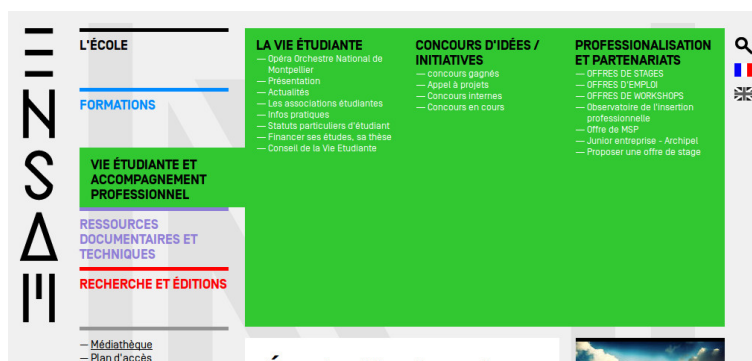 ENSAM
L'ÉCOLE
FORMATIONS
VIE ÉTUDIANTE ET
ACCOMPAGNEMENT
PROFESSIONNEL
RESSOURCES
DOCUMENTAIRES ET
TECHNIQUES
RECHERCHE ET ÉDITIONS
— Médiathèque
— Plan d'accès
LA VIE ÉTUDIANTE
— Opéra Orchestre National de
Montpellier
— Présentation
— Actualités
— Les associations étudiantes
— Infos pratiques
— Statuts particuliers d'étudiant
— Financer ses études, sa thèse
— Conseil de la Vie Etudiante
CONCOURS D'IDÉES /
INITIATIVES
— concours gagnés
— Appel à projets
— Concours internes
— Concours en cours
PROFESSIONALISATION
ET PARTENARIATS
— OFFRES DE STAGES
— OFFRES D'EMPLOI
— OFFRES DE WORKSHOPS
— Observatoire de l'insertion
professionnelle
— Offre de MSP
— Junior entreprise - Archipel
— Proposer une offre de stage